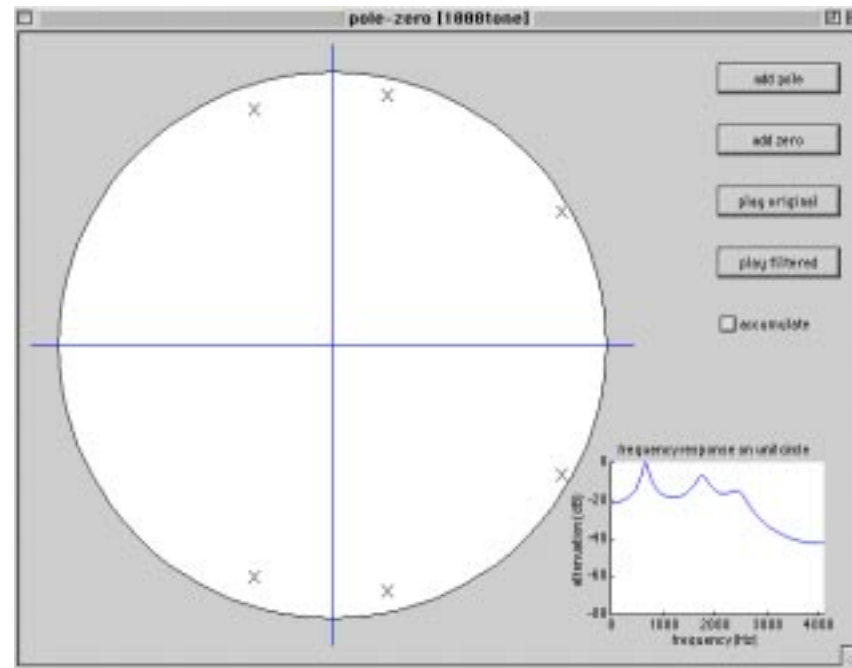 pole-zero [1000tone]
add pole
add zero
play original
play filtered
accumulate
frequency response on unit circle
attenuation (dB)
0
-20
-40
-60
-80
0 1000 2000 3000 4000
frequency (Hz)